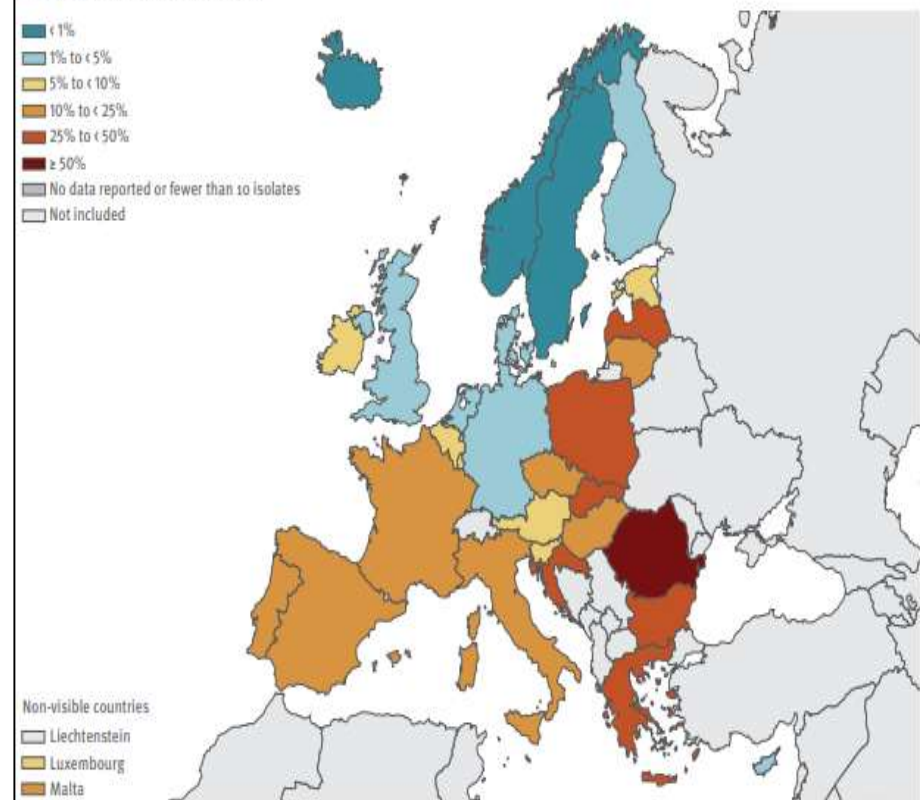 < 1%
1% to < 5%
5% to < 10%
10% to < 25%
25% to < 50%
≥ 50%
No data reported or fewer than 10 isolates
Not included
Non-visible countries
Liechtenstein
Luxembourg
Malta